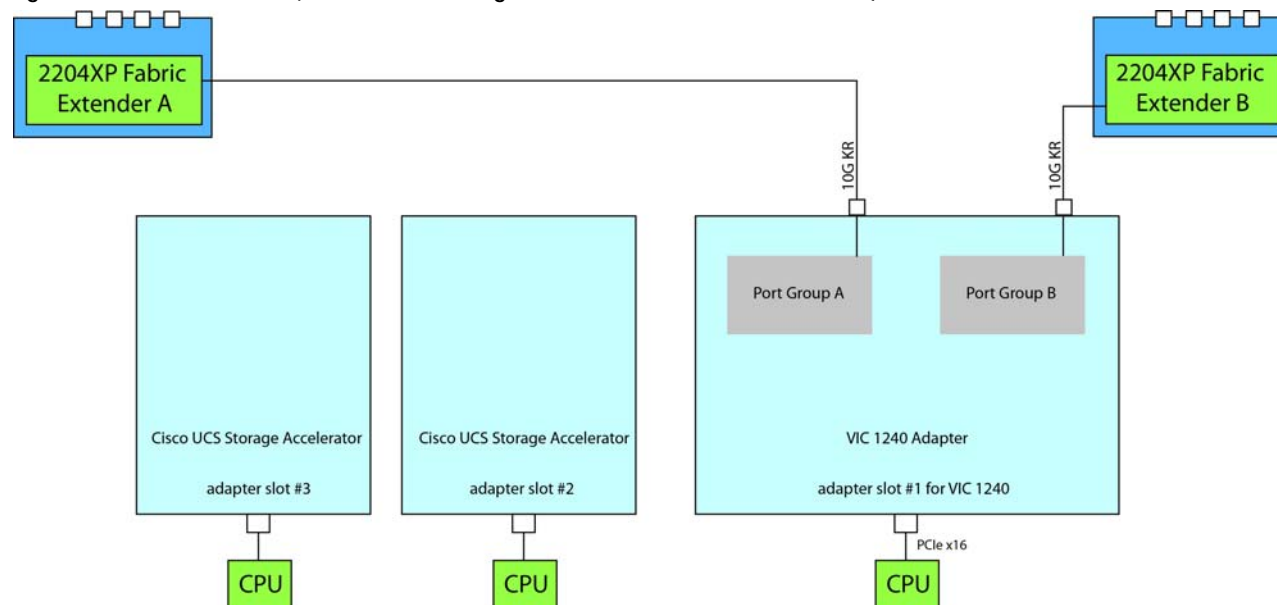 2204XP Fabric
Extender A
2204XP Fabric
Extender B
10G KR
10G KR
Port Group A
Port Group B
Cisco UCS Storage Accelerator
adapter slot #3
Cisco UCS Storage Accelerator
adapter slot #2
VIC 1240 Adapter
adapter slot #1 for VIC 1240
PCIe x16
CPU
CPU
CPU